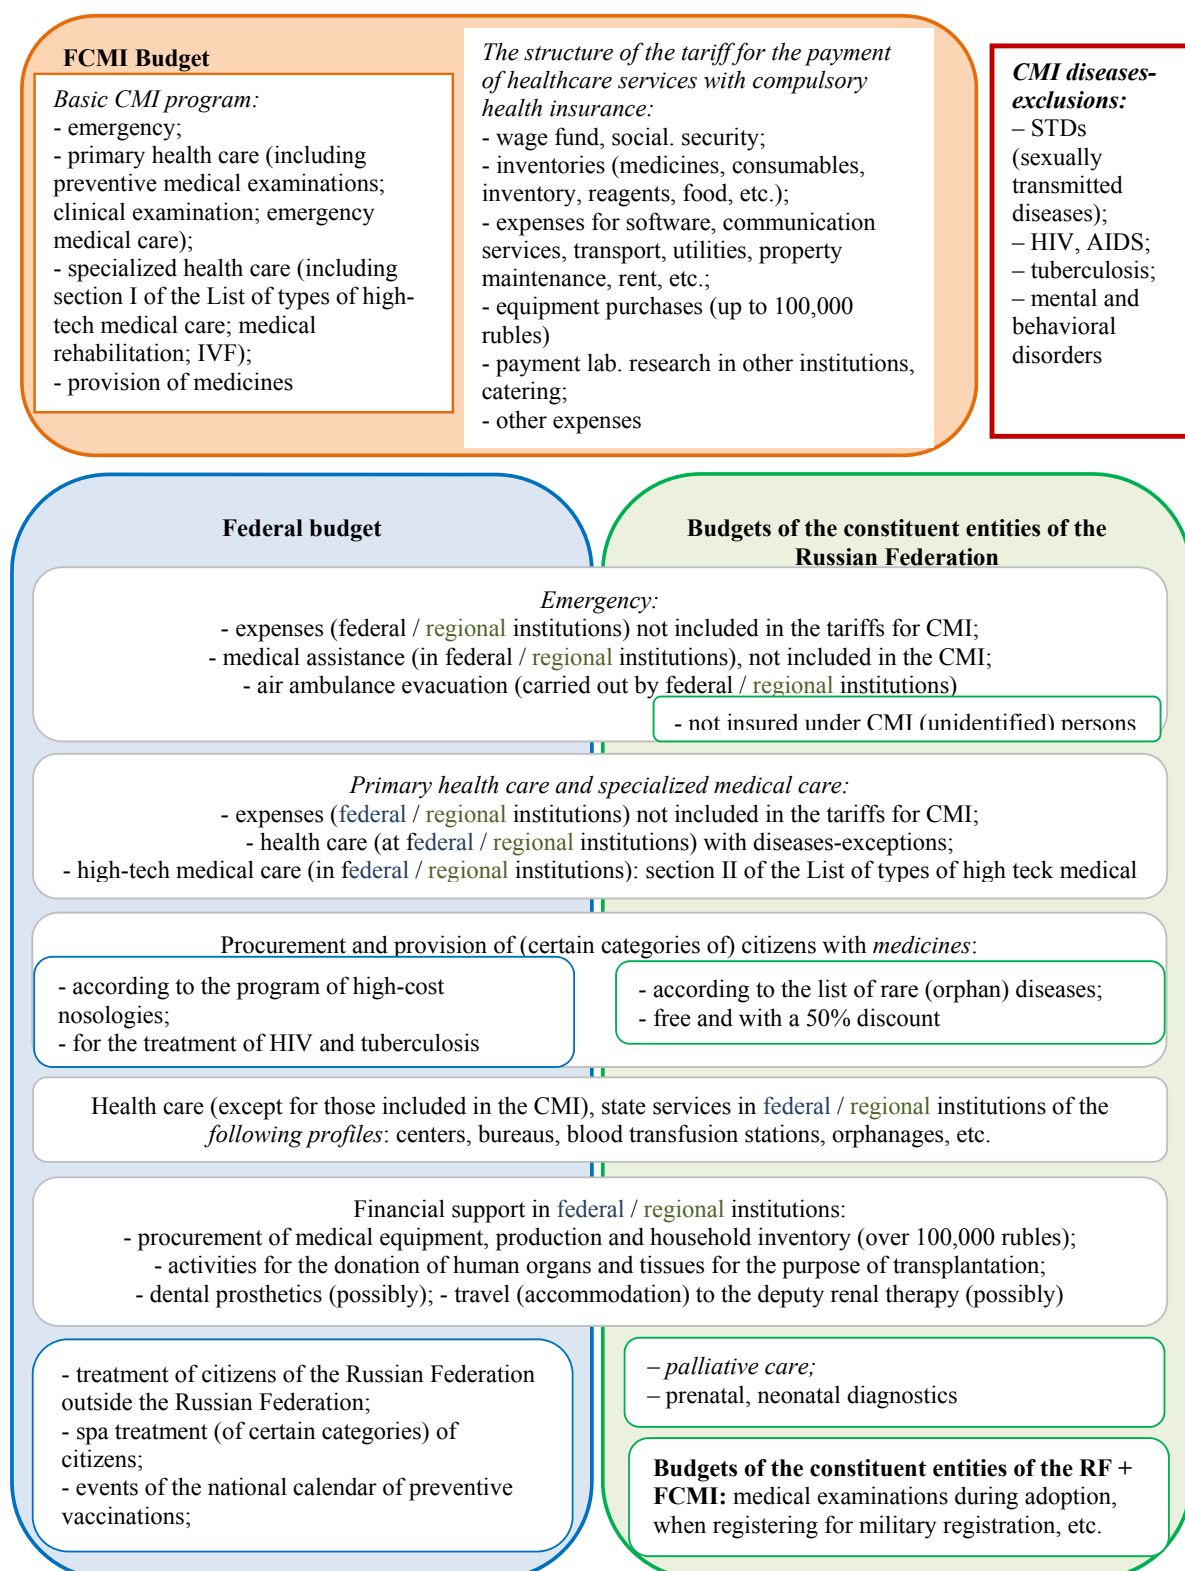 FCMI Budget
Basic CMI program:
- emergency;
- primary health care (including
preventive medical examinations;
clinical examination; emergency
medical care);
- specialized health care (including
section I of the List of types of high-
tech medical care; medical
rehabilitation; IVF);
- provision of medicines
The structure of the tariff for the payment
of healthcare services with compulsory
health insurance:
- wage fund, social. security;
- inventories (medicines, consumables,
inventory, reagents, food, etc.);
- expenses for software, communication
services, transport, utilities, property
maintenance, rent, etc.;
- equipment purchases (up to 100,000
rubles)
- payment lab. research in other institutions,
catering;
- other expenses
CMI diseases-
exclusions:
– STDs
(sexually
transmitted
diseases);
– HIV, AIDS;
– tuberculosis;
– mental and
behavioral
disorders
Federal budget
Budgets of the constituent entities of the
Russian Federation
Emergency:
- expenses (federal / regional institutions) not included in the tariffs for CMI;
- medical assistance (in federal / regional institutions), not included in the CMI;
- air ambulance evacuation (carried out by federal / regional institutions)
- not insured under CMI (unidentified) persons
Primary health care and specialized medical care:
- expenses (federal / regional institutions) not included in the tariffs for CMI;
- health care (at federal / regional institutions) with diseases-exceptions;
- high-tech medical care (in federal / regional institutions): section II of the List of types of high teck medical
Procurement and provision of (certain categories of) citizens with medicines:
- according to the program of high-cost
nosologies;
- for the treatment of HIV and tuberculosis
- according to the list of rare (orphan) diseases;
- free and with a 50% discount
Health care (except for those included in the CMI), state services in federal / regional institutions of the
following profiles: centers, bureaus, blood transfusion stations, orphanages, etc.
Financial support in federal / regional institutions:
- procurement of medical equipment, production and household inventory (over 100,000 rubles);
- activities for the donation of human organs and tissues for the purpose of transplantation;
- dental prosthetics (possibly); - travel (accommodation) to the deputy renal therapy (possibly)
- treatment of citizens of the Russian Federation
outside the Russian Federation;
- spa treatment (of certain categories) of
citizens;
- events of the national calendar of preventive
vaccinations;
– palliative care;
– prenatal, neonatal diagnostics
Budgets of the constituent entities of the RF +
FCMI: medical examinations during adoption,
when registering for military registration, etc.